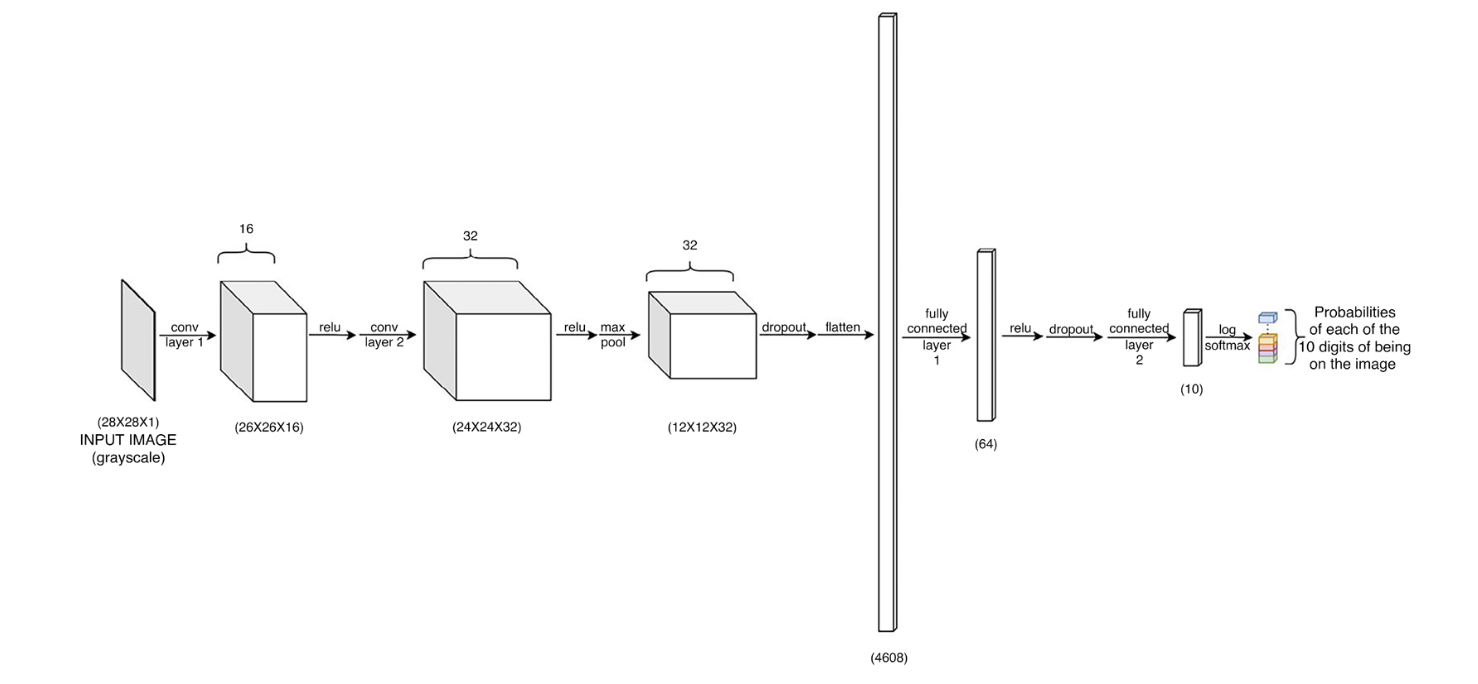 16
32
32
conv
layer 1
relu
conv
layer 2
relu
max
pool
dropout
flatten
fully
connected
layer
1
relu
dropout
fully
connected
layer
2
log
softmax
Probabilities
of each of the
10 digits of being
on the image
(28X28X1)
INPUT IMAGE
(grayscale)
(26X26X16)
(24X24X32)
(12X12X32)
(4608)
(64)
(10)